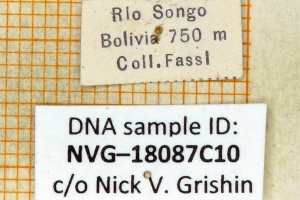 Rio Songo
Bolivia 750 m
Coll.Fassl
DNA sample ID:
NVG–18087C10
c/o Nick V. Grishin